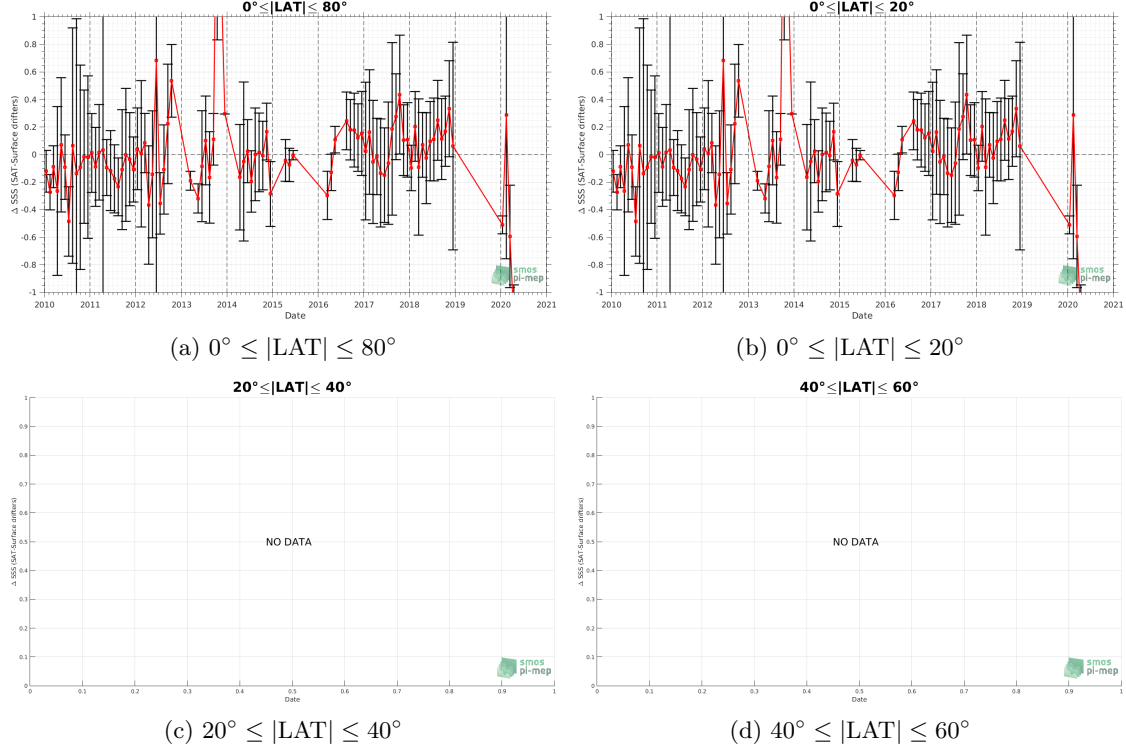 0°≤|LAT|≤ 80°
Δ SSS (SAT-Surface drifters)
1
0.8
0.6
0.4
0.2
0
-0.2
-0.4
-0.6
-0.8
-1
2010 2011 2012 2013 2014 2015 2016 2017 2018 2019 2020 2021
Date
smos
pi-mep
(a) 0° ≤ |LAT| ≤ 80°
0°≤|LAT|≤ 20°
Δ SSS (SAT-Surface drifters)
1
0.8
0.6
0.4
0.2
0
-0.2
-0.4
-0.6
-0.8
-1
2010 2011 2012 2013 2014 2015 2016 2017 2018 2019 2020 2021
Date
smos
pi-mep
(b) 0° ≤ |LAT| ≤ 20°
20°≤|LAT|≤ 40°
Δ SSS (SAT-Surface drifters)
1
0.9
0.8
0.7
0.6
0.5
0.4
0.3
0.2
0.1
0
NO DATA
0 0.1 0.2 0.3 0.4 0.5 0.6 0.7 0.8 0.9 1
Date
smos
pi-mep
(c) 20° ≤ |LAT| ≤ 40°
40°≤|LAT|≤ 60°
Δ SSS (SAT-Surface drifters)
1
0.9
0.8
0.7
0.6
0.5
0.4
0.3
0.2
0.1
0
NO DATA
0 0.1 0.2 0.3 0.4 0.5 0.6 0.7 0.8 0.9 1
Date
smos
pi-mep
(d) 40° ≤ |LAT| ≤ 60°